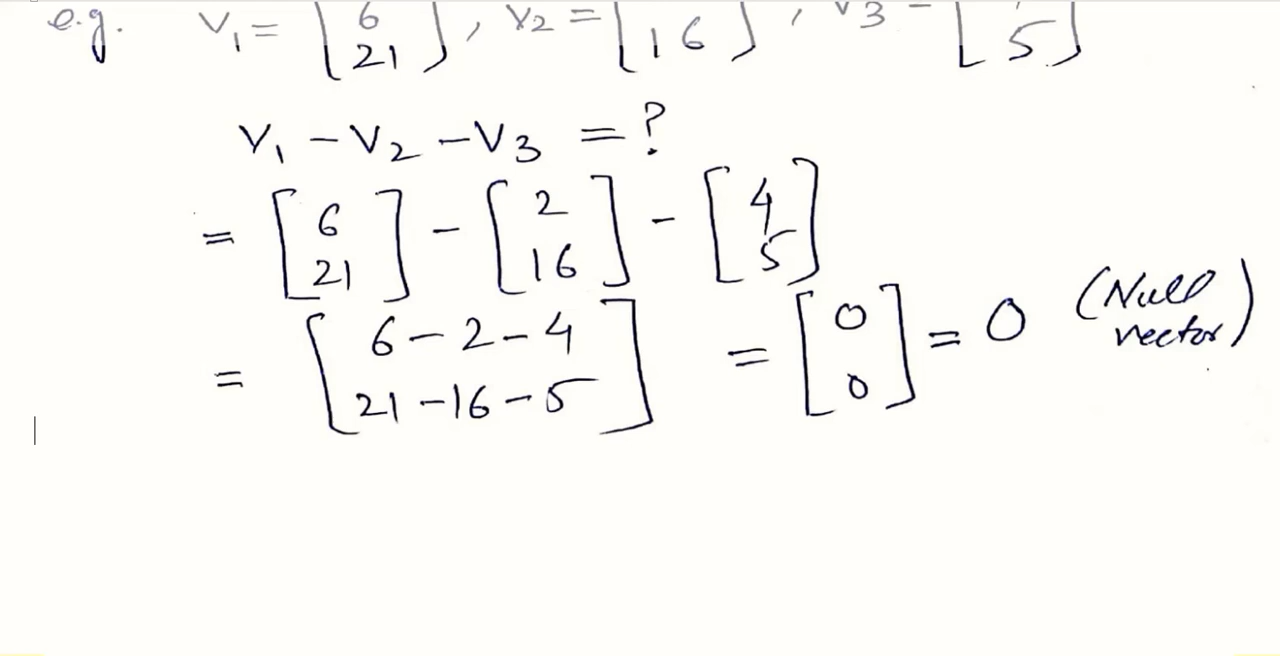 e.g. V1 = [6 21], V2 = [16], V3 = [5]
V1 - V2 - V3 = ?
= [6 21] - [2 16] - [4 5]
= [6-2-4 21-16-5] = [0 0] = 0 (Null vector)